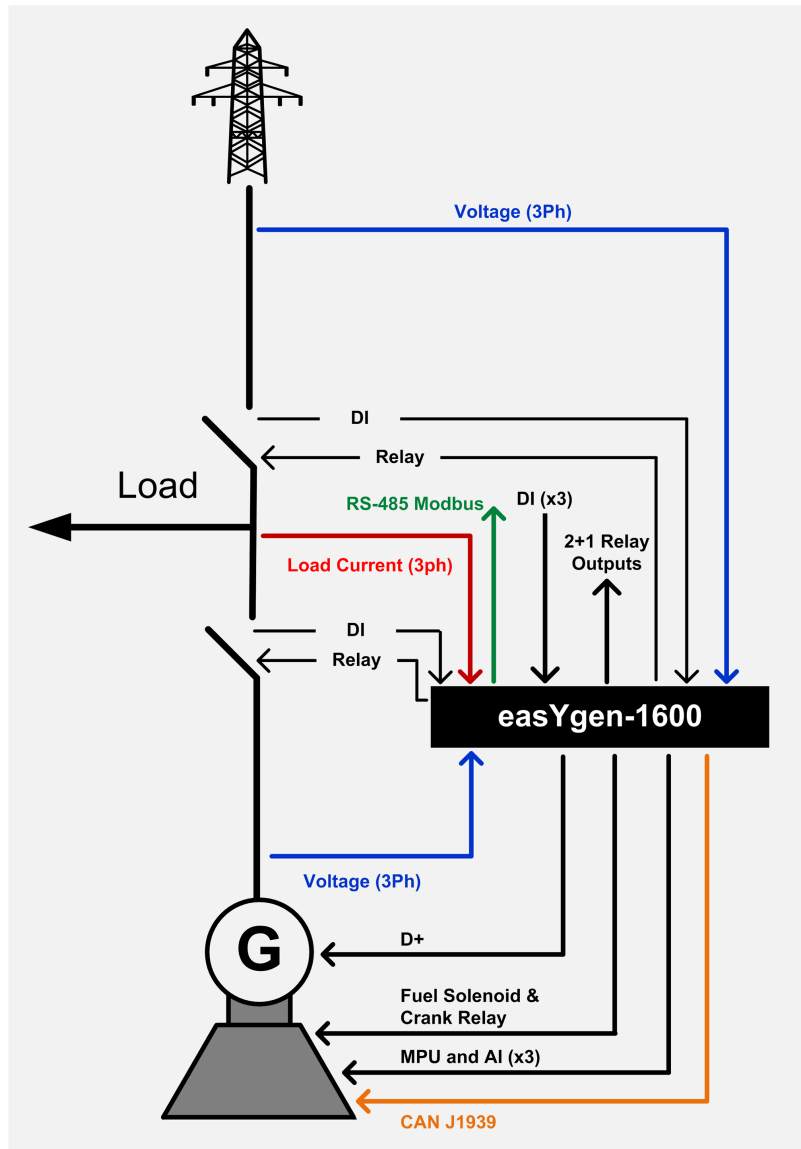 Voltage (3Ph)
DI
Relay
Load
RS-485 Modbus
DI (x3)
2+1 Relay
Outputs
Load Current (3ph)
DI
Relay
easYgen-1600
Voltage (3Ph)
G
D+
Fuel Solenoid &
Crank Relay
MPU and AI (x3)
CAN J1939